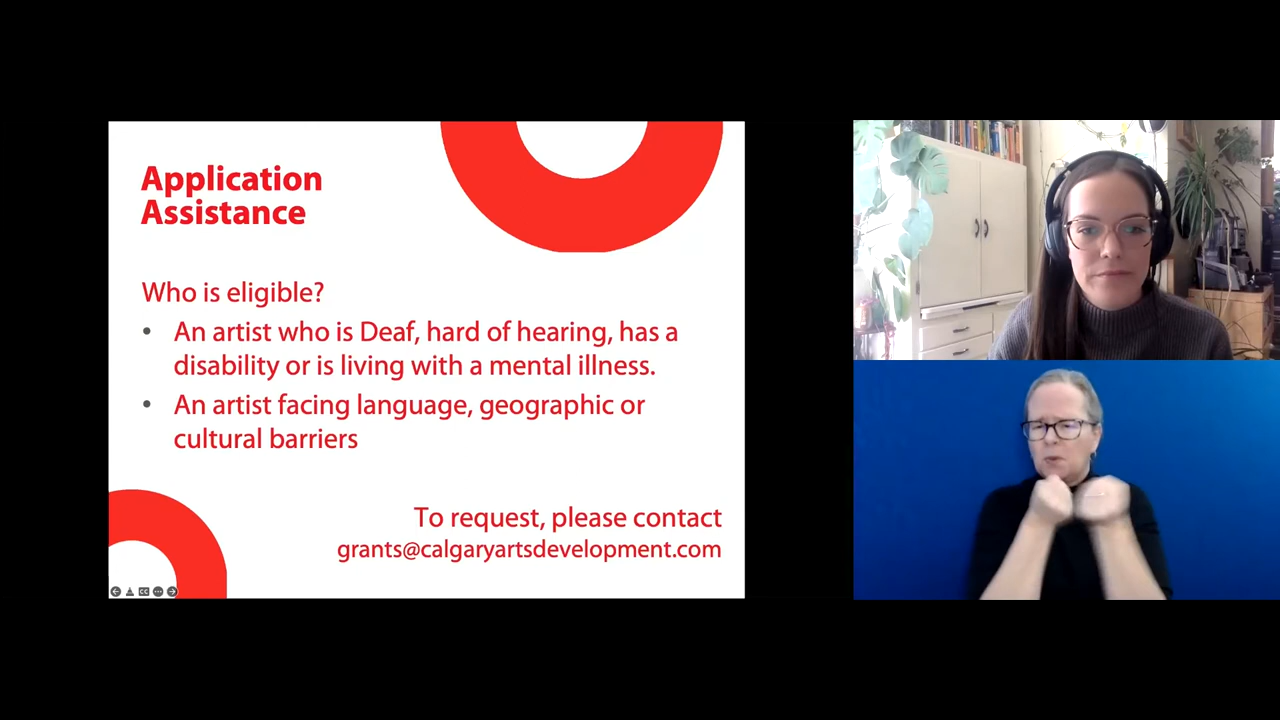 Application
Assistance
Who is eligible?
• An artist who is Deaf, hard of hearing, has a
disability or is living with a mental illness.
• An artist facing language, geographic or
cultural barriers
To request, please contact
grants@calgaryartsdevelopment.com
CC